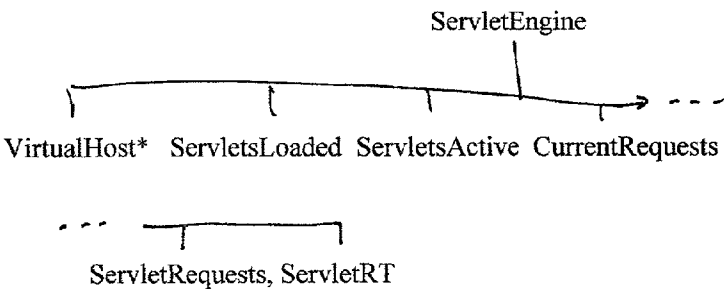 ServletEngine
VirtualHost* ServletsLoaded ServletsActive CurrentRequests
ServletRequests, ServletRT